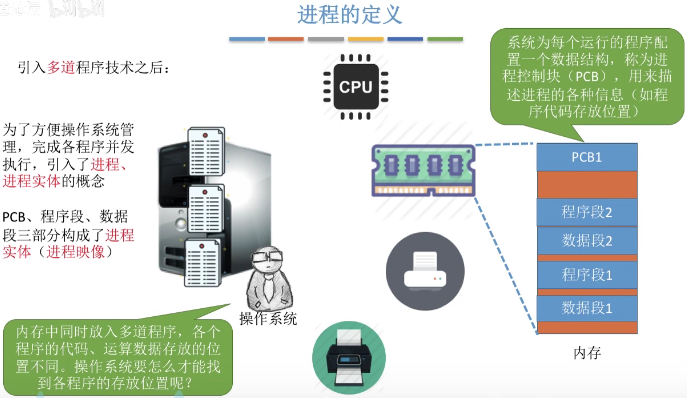 bilibili
进程的定义
引入多道程序技术之后：
CPU
系统为每个运行的程序配
置一个数据结构，称为进
程控制块（PCB），用来描
述进程的各种信息（如程
序代码存放位置）
为了方便操作系统管
理，完成各程序并发
执行，引入了进程、
进程实体的概念
PCB、程序段、数据
段三部分构成了进程
实体（进程映像）
PCB1
程序段2
数据段2
程序段1
数据段1
内存
操作系统
内存中同时放入多道程序，各个
程序的代码、运算数据存放的位
置不同。操作系统要怎么才能找
到各程序的存放位置呢？